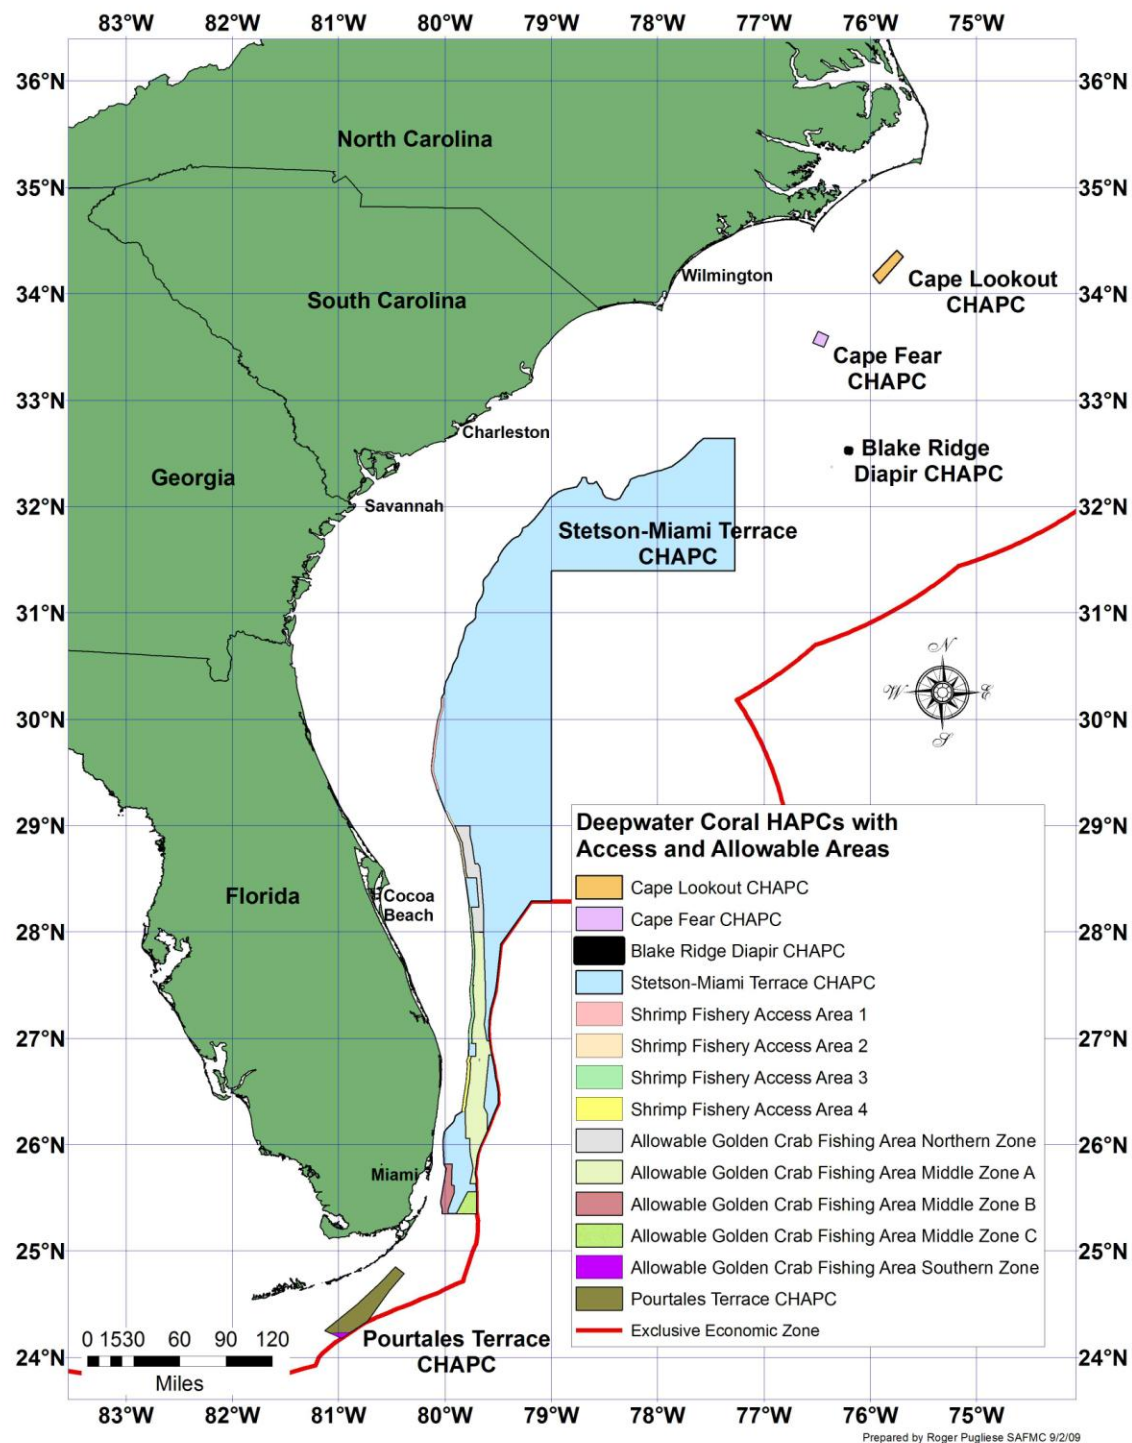 83°W 82°W 81°W 80°W 79°W 78°W 77°W 76°W 75°W
36°N 36°N
North Carolina
35°N 35°N
Wilmington
South Carolina
34°N 34°N
Cape Lookout
CHAPC
Cape Fear
CHAPC
33°N 33°N
Charleston
Blake Ridge
Diapir CHAPC
Georgia
Savannah
32°N 32°N
Stetson-Miami Terrace
CHAPC
31°N 31°N
N
W E
S
30°N 30°N
29°N 29°N
Deepwater Coral HAPCs with
Access and Allowable Areas
Cape Lookout CHAPC
Cape Fear CHAPC
Blake Ridge Diapir CHAPC
Stetson-Miami Terrace CHAPC
Shrimp Fishery Access Area 1
Shrimp Fishery Access Area 2
Shrimp Fishery Access Area 3
Shrimp Fishery Access Area 4
Allowable Golden Crab Fishing Area Northern Zone
Allowable Golden Crab Fishing Area Middle Zone A
Allowable Golden Crab Fishing Area Middle Zone B
Allowable Golden Crab Fishing Area Middle Zone C
Allowable Golden Crab Fishing Area Southern Zone
Pourtales Terrace CHAPC
Exclusive Economic Zone
Florida
Cocoa
Beach
28°N 28°N
27°N 27°N
26°N 26°N
Miami
25°N 25°N
0 1530 60 90 120
Miles
Pourtales Terrace
CHAPC
24°N 24°N
83°W 82°W 81°W 80°W 79°W 78°W 77°W 76°W 75°W
Prepared by Roger Pugliese SAFMC 9/2/09